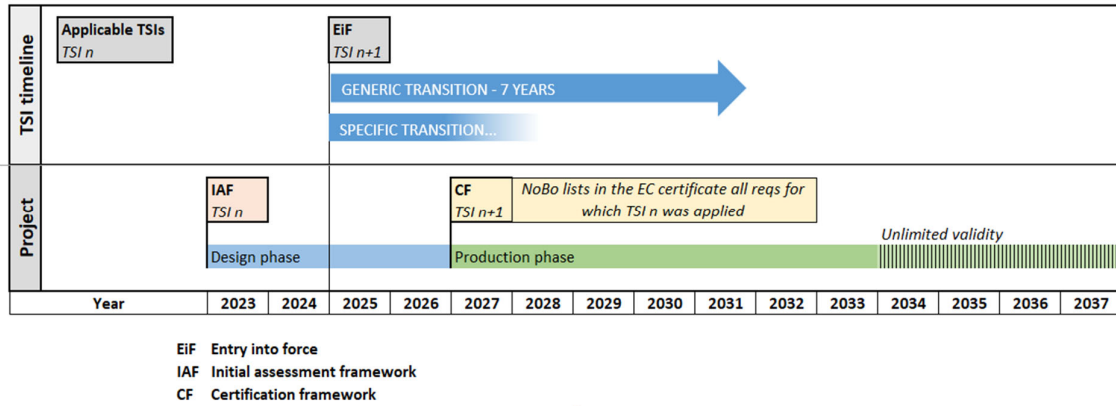 TSI timeline
Applicable TSIs
TSI n
EiF
TSI n+1
GENERIC TRANSITION - 7 YEARS
SPECIFIC TRANSITION...
Project
IAF
TSI n
CF
TSI n+1
NoBo lists in the EC certificate all reqs for
which TSI n was applied
Unlimited validity
Design phase
Production phase
Year 2023 2024 2025 2026 2027 2028 2029 2030 2031 2032 2033 2034 2035 2036 2037
EiF Entry into force
IAF Initial assessment framework
CF Certification framework